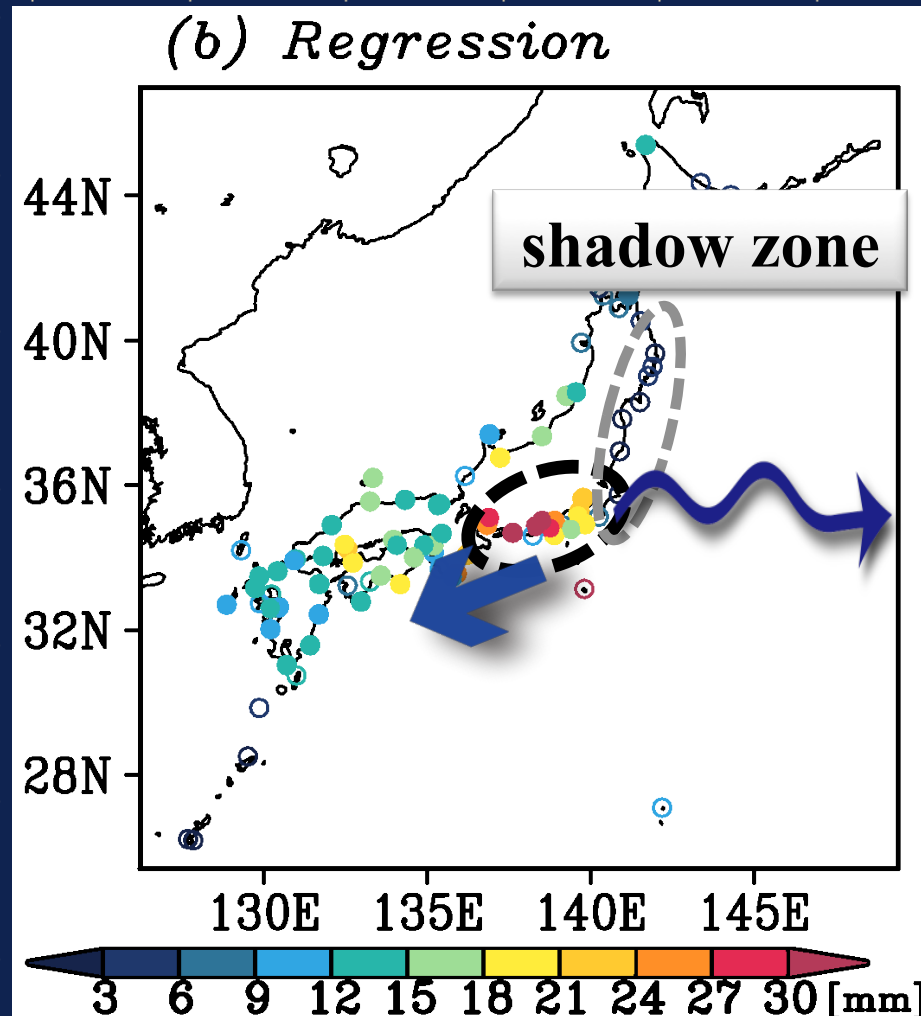 (b) Regression
44N
shadow zone
40N
36N
32N
28N
130E 135E 140E 145E
3 6 9 12 15 18 21 24 27 30 [mm]